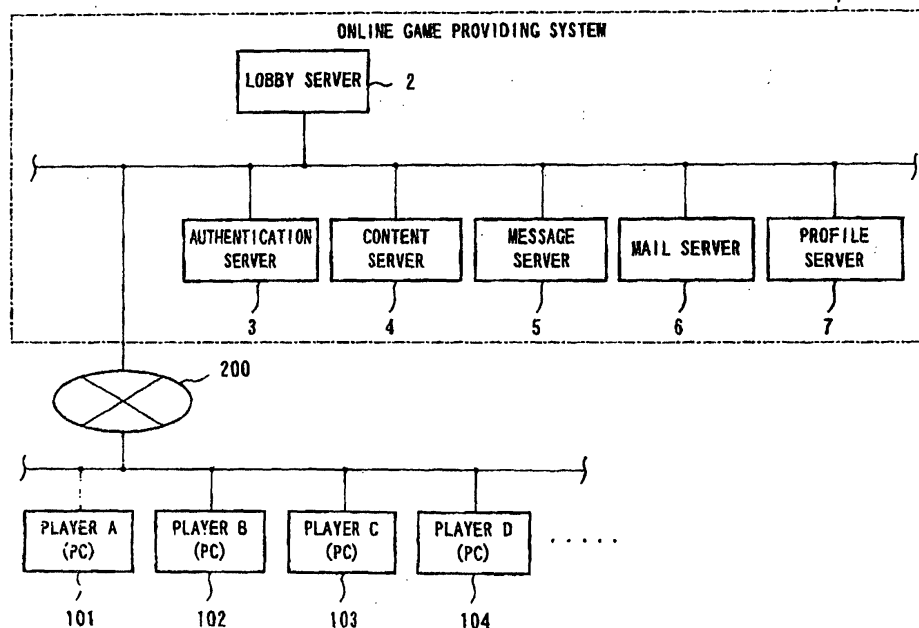 ONLINE GAME PROVIDING SYSTEM
LOBBY SERVER
2
AUTHENTICATION
SERVER
CONTENT
SERVER
MESSAGE
SERVER
MAIL SERVER
PROFILE
SERVER
3
4
5
6
7
200
PLAYER A
(PC)
PLAYER B
(PC)
PLAYER C
(PC)
PLAYER D
(PC)
.....
101
102
103
104